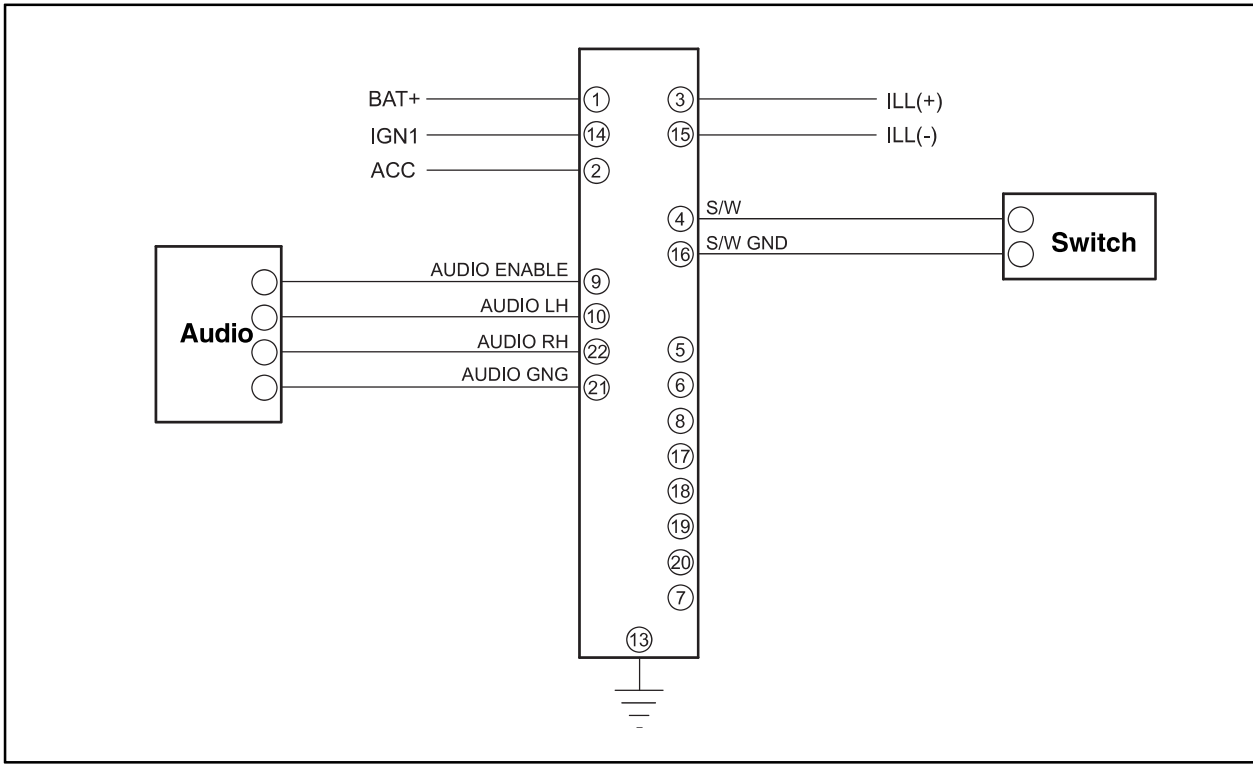 BAT+ 1 3 ILL(+)
IGN1 14 15 ILL(-)
ACC 2
4 S/W
16 S/W GND
Switch
AUDIO ENABLE 9
AUDIO LH 10
Audio
AUDIO RH 22
AUDIO GNG 21
5
6
8
17
18
19
20
7
13